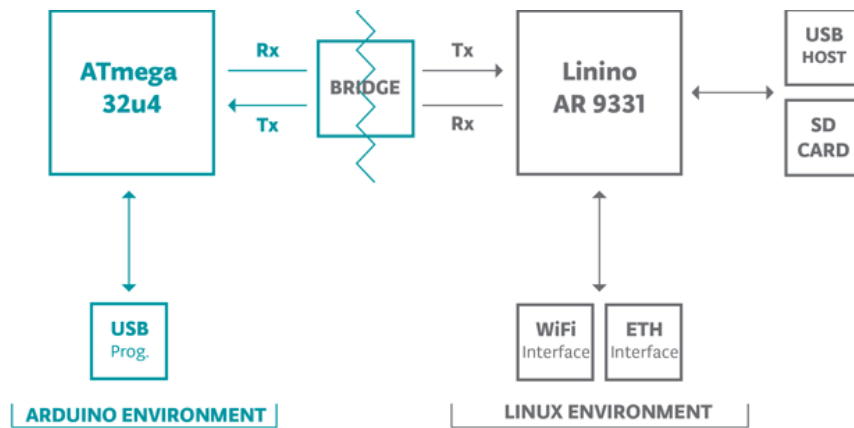 ATmega
32u4
Rx
Tx
BRIDGE
Tx
Rx
Linino
AR 9331
USB
HOST
SD
CARD
USB
Prog.
WiFi
Interface
ETH
Interface
ARDUINO ENVIRONMENT
LINUX ENVIRONMENT